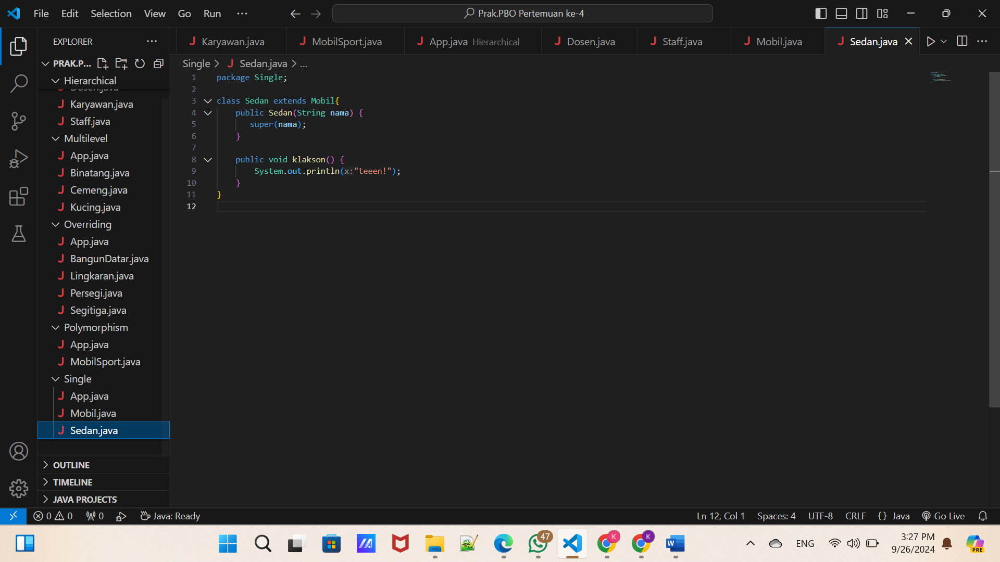 File Edit Selection View Go Run ...
Prak.PBO Pertemuan ke-4
EXPLORER
Karyawan.java
MobilSport.java
App.java Hierarchical
Dosen.java
Staff.java
Mobil.java
Sedan.java
PRAK.P...
Single > Sedan.java > ...
Hierarchical
Dosen.java
Karyawan.java
Staff.java
Multilevel
App.java
Binatang.java
Cemeng.java
Kucing.java
Overriding
App.java
BangunDatar.java
Lingkaran.java
Persegi.java
Segitiga.java
Polymorphism
App.java
MobilSport.java
Single
App.java
Mobil.java
Sedan.java
OUTLINE
TIMELINE
JAVA PROJECTS
1 package Single;
2
3 class Sedan extends Mobil{
4 public Sedan(String nama) {
5 super(nama);
6 }
7
8 public void klakson() {
9 System.out.println(x:"teeen!");
10 }
11 }
12
0 0 0 Java: Ready
Ln 12, Col 1 Spaces: 4 UTF-8 CRLF {} Java Go Live
47
K
K
W
ENG
3:27 PM
9/26/2024
PRE